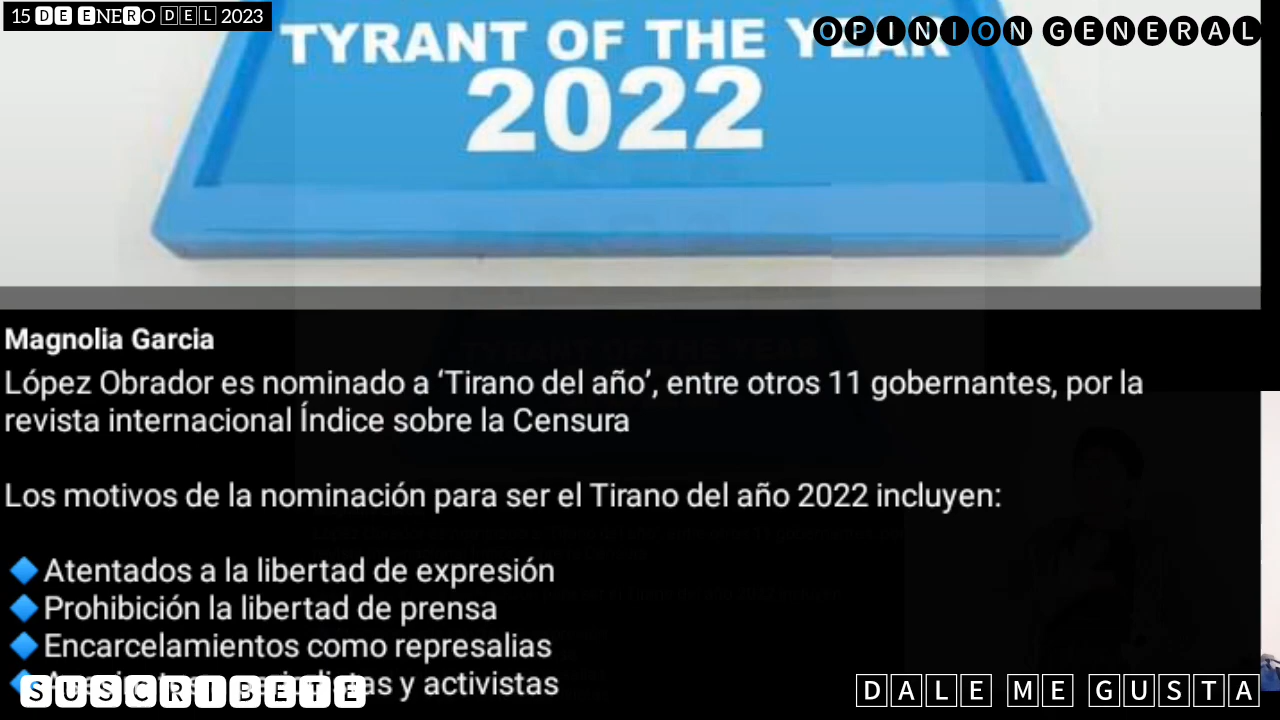 15 DE ENERO DEL 2023
OPINION GENERAL
TYRANT OF THE YEAR
2022
Magnolia Garcia
López Obrador es nominado a ‘Tirano del año’, entre otros 11 gobernantes, por la
revista internacional Índice sobre la Censura
Los motivos de la nominación para ser el Tirano del año 2022 incluyen:
🔷Atentados a la libertad de expresión
🔷Prohibición la libertad de prensa
🔷Encarcelamientos como represalias
y activistas
SUSCRIBETE
DALE ME GUSTA